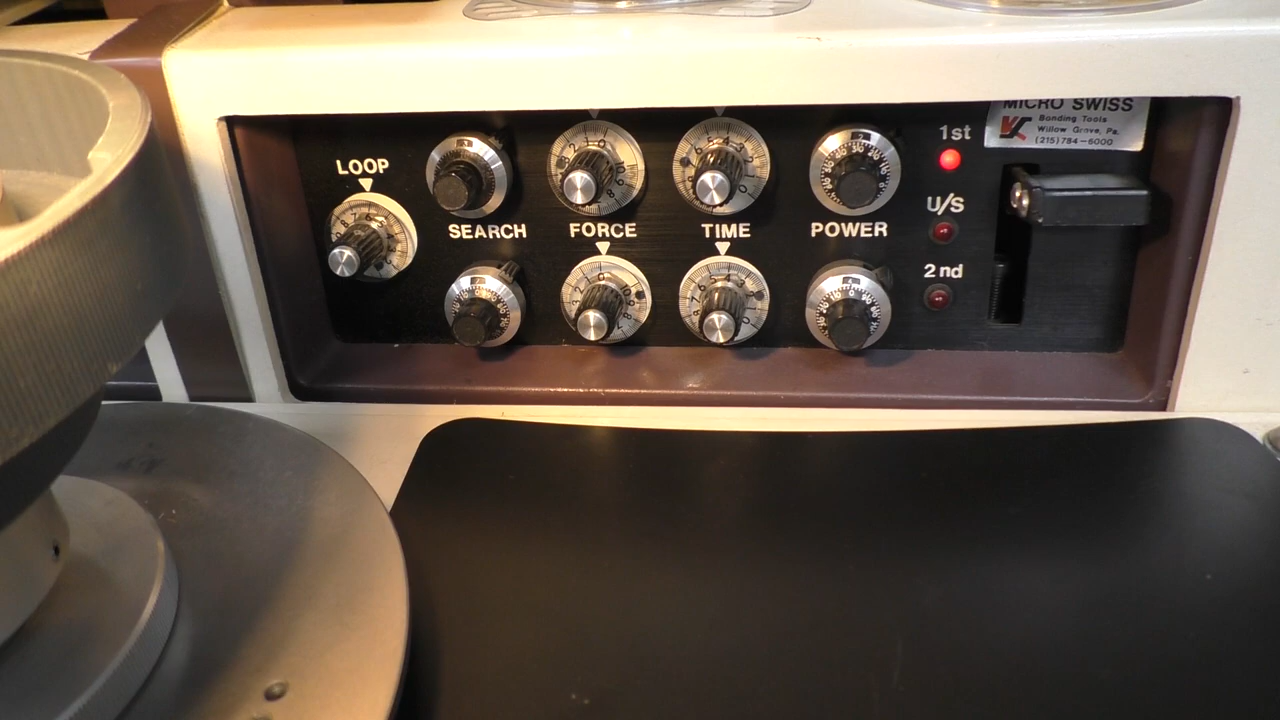 MICRO SWISS
Bonding Tools
Willow Grove, Pa.
(215)784-6000
1st
LOOP
U/S
SEARCH
FORCE
TIME
POWER
2nd